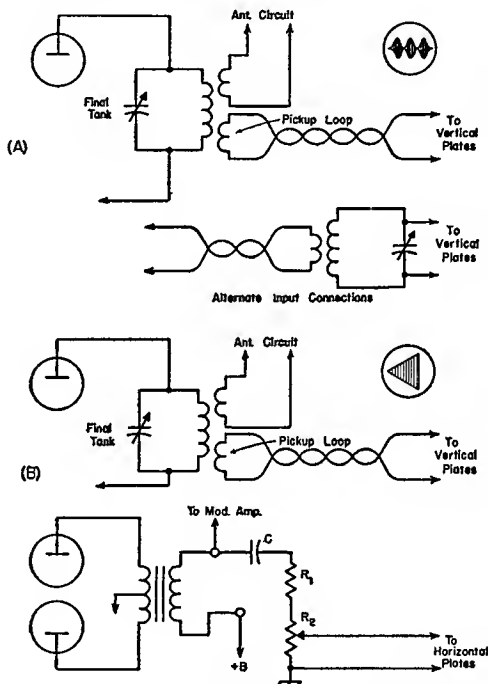 Ant. Circuit
Final
Tank
(A)
Pickup Loop
To
Vertical
Plates
To
Vertical
Plates
Alternate Input Connections
Ant. Circuit
Final
Tank
(B)
Pickup Loop
To
Vertical
Plates
To Mod. Amp.
C
R1
R2
+B
To
Horizontal
Plates